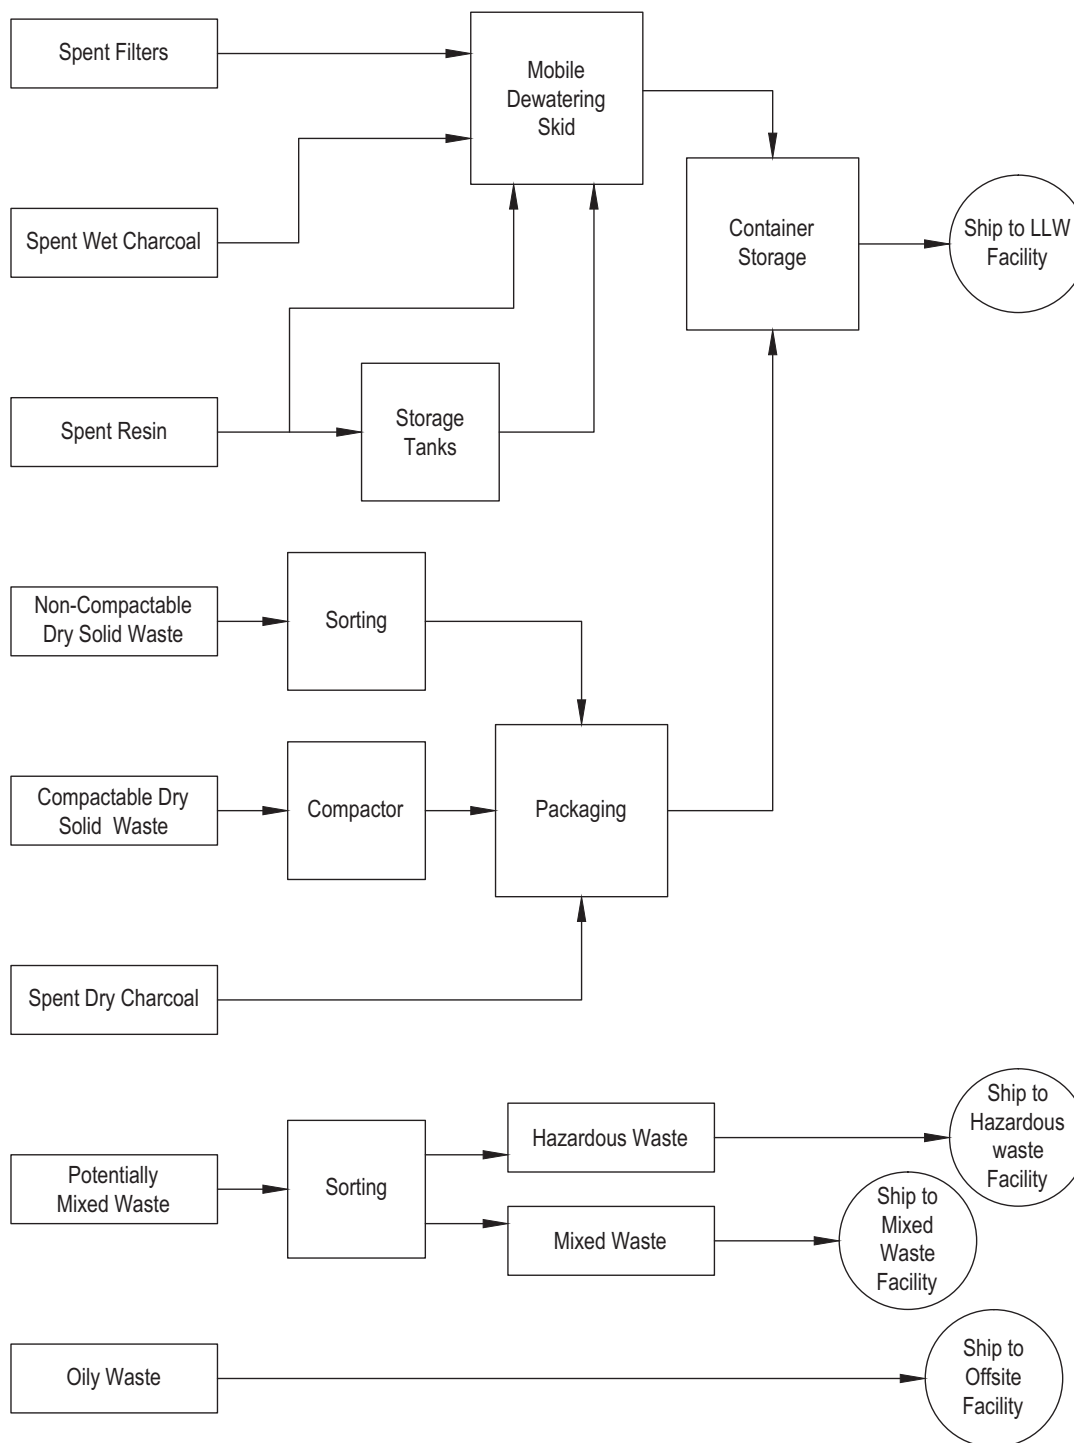 Spent Filters
Mobile
Dewatering
Skid
Spent Wet Charcoal
Container
Storage
Ship to LLW
Facility
Spent Resin
Storage
Tanks
Non-Compactable
Dry Solid Waste
Sorting
Compactable Dry
Solid Waste
Compactor
Packaging
Spent Dry Charcoal
Potentially
Mixed Waste
Sorting
Hazardous Waste
Ship to
Hazardous
waste
Facility
Mixed Waste
Ship to
Mixed
Waste
Facility
Oily Waste
Ship to
Offsite
Facility